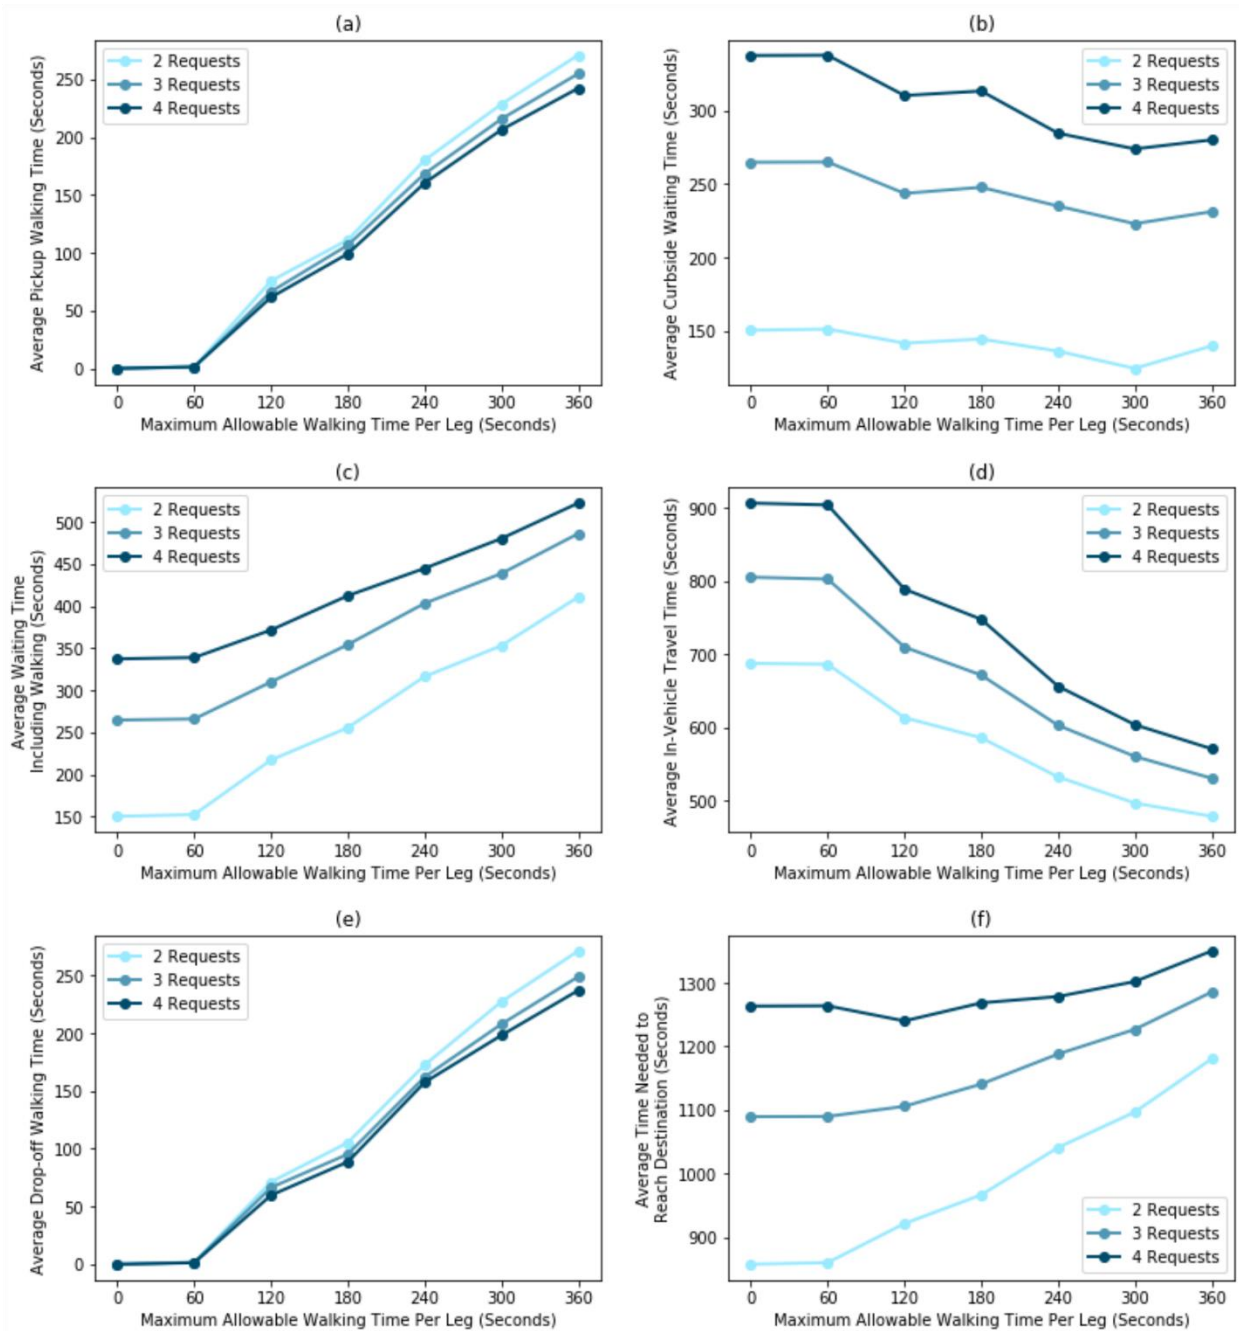 (a)
Average Pickup Walking Time (Seconds)
250
200
150
100
50
0
2 Requests
3 Requests
4 Requests
0 60 120 180 240 300 360
Maximum Allowable Walking Time Per Leg (Seconds)
(b)
Average Curbside Waiting Time (Seconds)
300
250
200
150
2 Requests
3 Requests
4 Requests
0 60 120 180 240 300 360
Maximum Allowable Walking Time Per Leg (Seconds)
(c)
Average Waiting Time
Including Walking (Seconds)
500
450
400
350
300
250
200
150
2 Requests
3 Requests
4 Requests
0 60 120 180 240 300 360
Maximum Allowable Walking Time Per Leg (Seconds)
(d)
Average In-Vehicle Travel Time (Seconds)
900
800
700
600
500
2 Requests
3 Requests
4 Requests
0 60 120 180 240 300 360
Maximum Allowable Walking Time Per Leg (Seconds)
(e)
Average Drop-off Walking Time (Seconds)
250
200
150
100
50
0
2 Requests
3 Requests
4 Requests
0 60 120 180 240 300 360
Maximum Allowable Walking Time Per Leg (Seconds)
(f)
Average Time Needed to
Reach Destination (Seconds)
1300
1200
1100
1000
900
2 Requests
3 Requests
4 Requests
0 60 120 180 240 300 360
Maximum Allowable Walking Time Per Leg (Seconds)